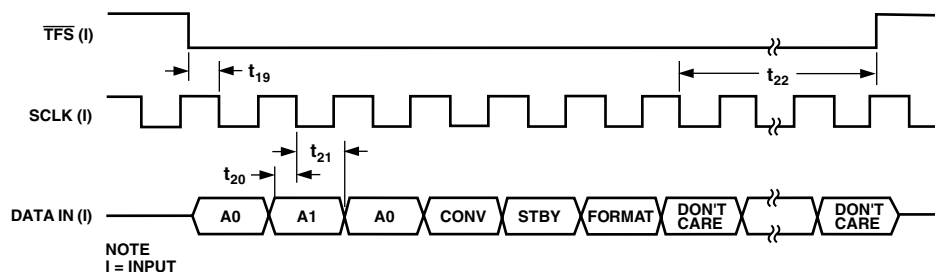 TFS (I)
t19
t22
SCLK (I)
t21
t20
DATA IN (I)
A0
A1
A0
CONV
STBY
FORMAT
DON'T
CARE
DON'T
CARE
NOTE
I = INPUT